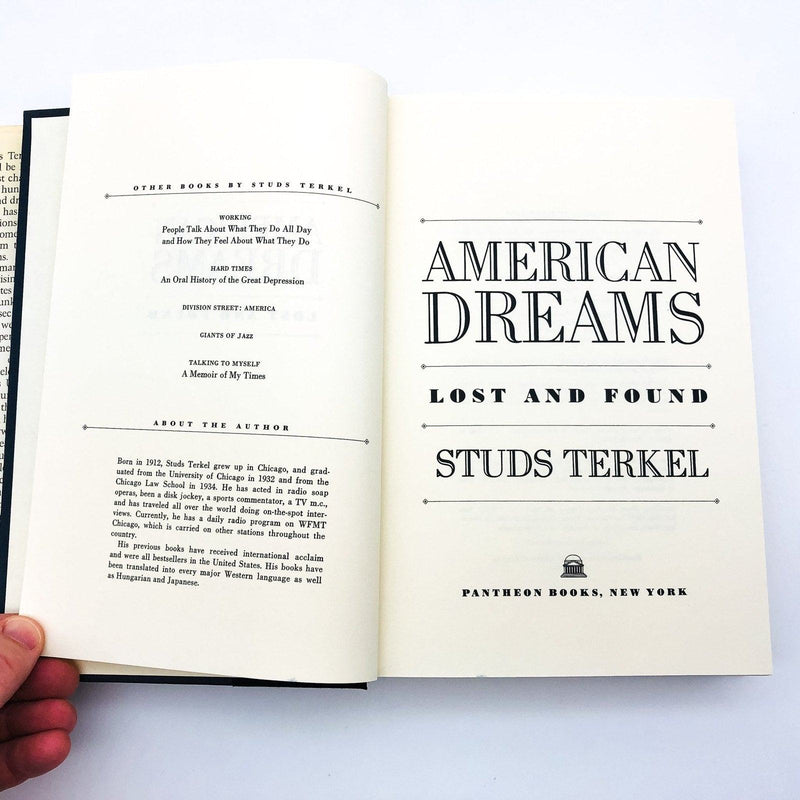 OTHER BOOKS BY STUDS TERKEL
WORKING
People Talk About What They Do All Day
and How They Feel About What They Do
HARD TIMES
An Oral History of the Great Depression
DIVISION STREET: AMERICA
GIANTS OF JAZZ
TALKING TO MYSELF
A Memoir of My Times
ABOUT THE AUTHOR
Born in 1912, Studs Terkel grew up in Chicago, and grad-
uated from the University of Chicago in 1932 and from the
Chicago Law School in 1934. He has acted in radio soap
operas, been a disk jockey, a sports commentator, a TV m.c.,
and has traveled all over the world doing on-the-spot inter-
views. Currently, he has a daily radio program on WFMT
Chicago, which is carried on other stations throughout the
country.
His previous books have received international acclaim
and were all bestsellers in the United States. His books have
been translated into every major Western language as well
as Hungarian and Japanese.
AMERICAN
DREAMS
LOST AND FOUND
STUDS TERKEL
PANTHEON BOOKS, NEW YORK